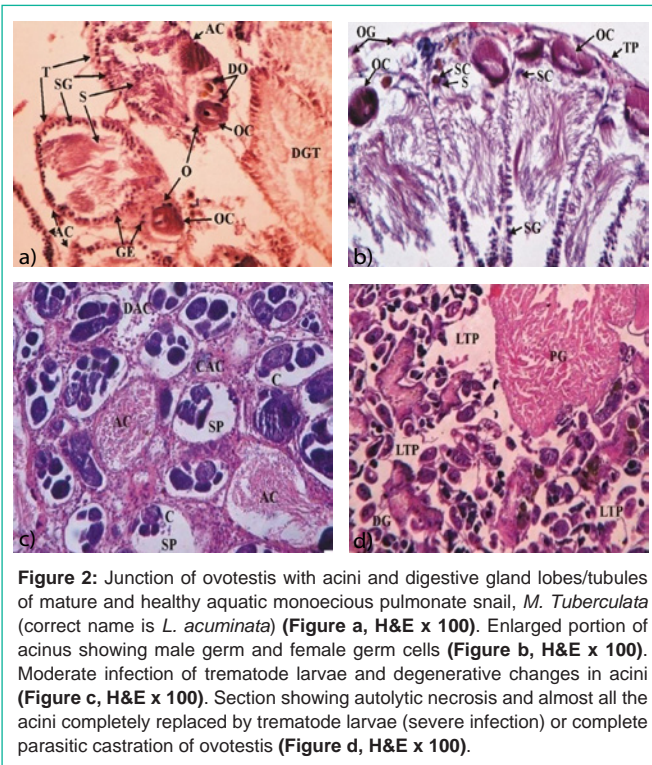 AC
T
SG
S
DO
OC
DGT
O
OC
AC
GE
a)
OG
OC
TP
OC
SC
S
SC
SG
b)
DAC
CAC
C
AC
SP
AC
C
SP
c)
LTP
PG
LTP
DG
LTP
d)
Figure 2: Junction of ovotestis with acini and digestive gland lobes/tubules
of mature and healthy aquatic monoecious pulmonate snail, M. Tuberculata
(correct name is L. acuminata) (Figure a, H&E x 100). Enlarged portion of
acinus showing male germ and female germ cells (Figure b, H&E x 100).
Moderate infection of trematode larvae and degenerative changes in acini
(Figure c, H&E x 100). Section showing autolytic necrosis and almost all the
acini completely replaced by trematode larvae (severe infection) or complete
parasitic castration of ovotestis (Figure d, H&E x 100).